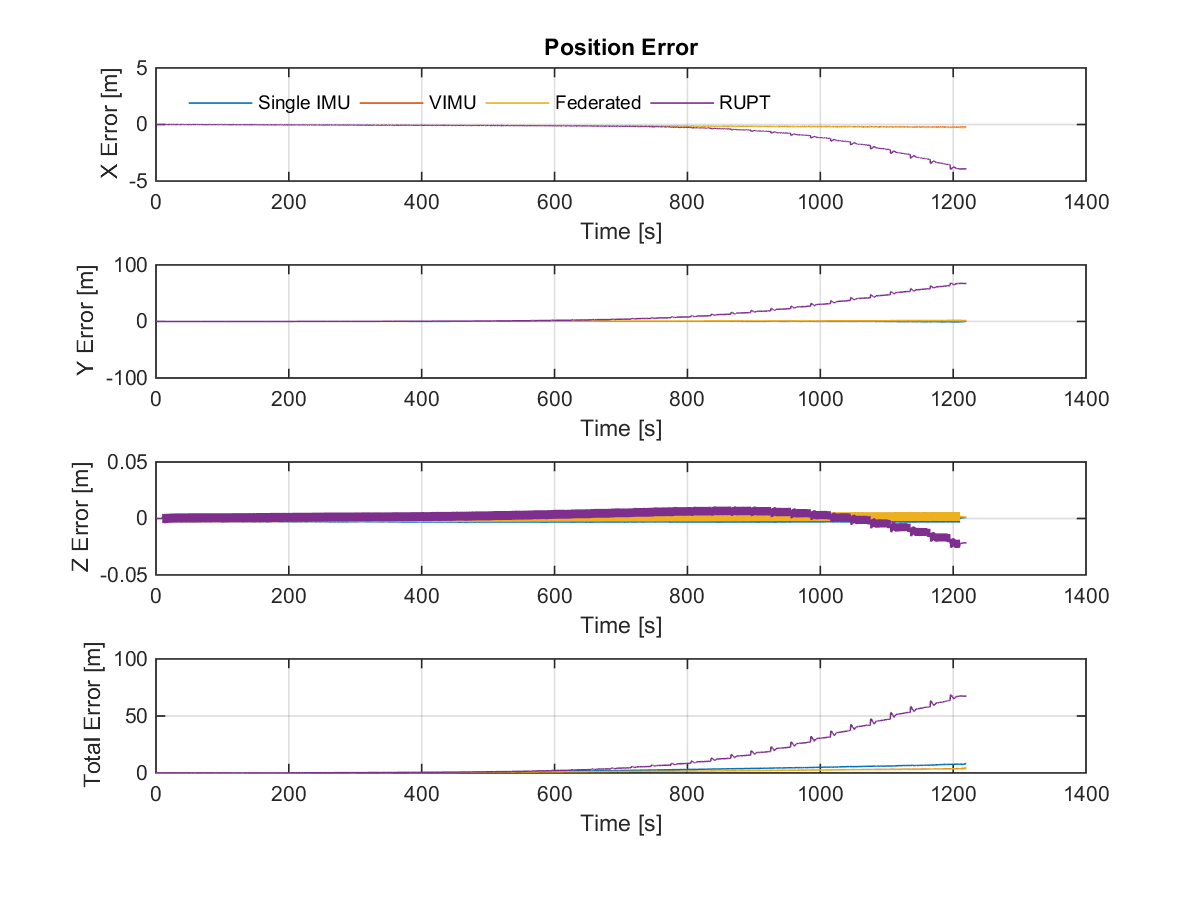 Position Error
X Error [m]
5
0
-5
Single IMU VIMU Federated RUPT
0 200 400 600 800 1000 1200 1400
Time [s]
Y Error [m]
100
0
-100
0 200 400 600 800 1000 1200 1400
Time [s]
Z Error [m]
0.05
0
-0.05
0 200 400 600 800 1000 1200 1400
Time [s]
Total Error [m]
100
50
0
0 200 400 600 800 1000 1200 1400
Time [s]